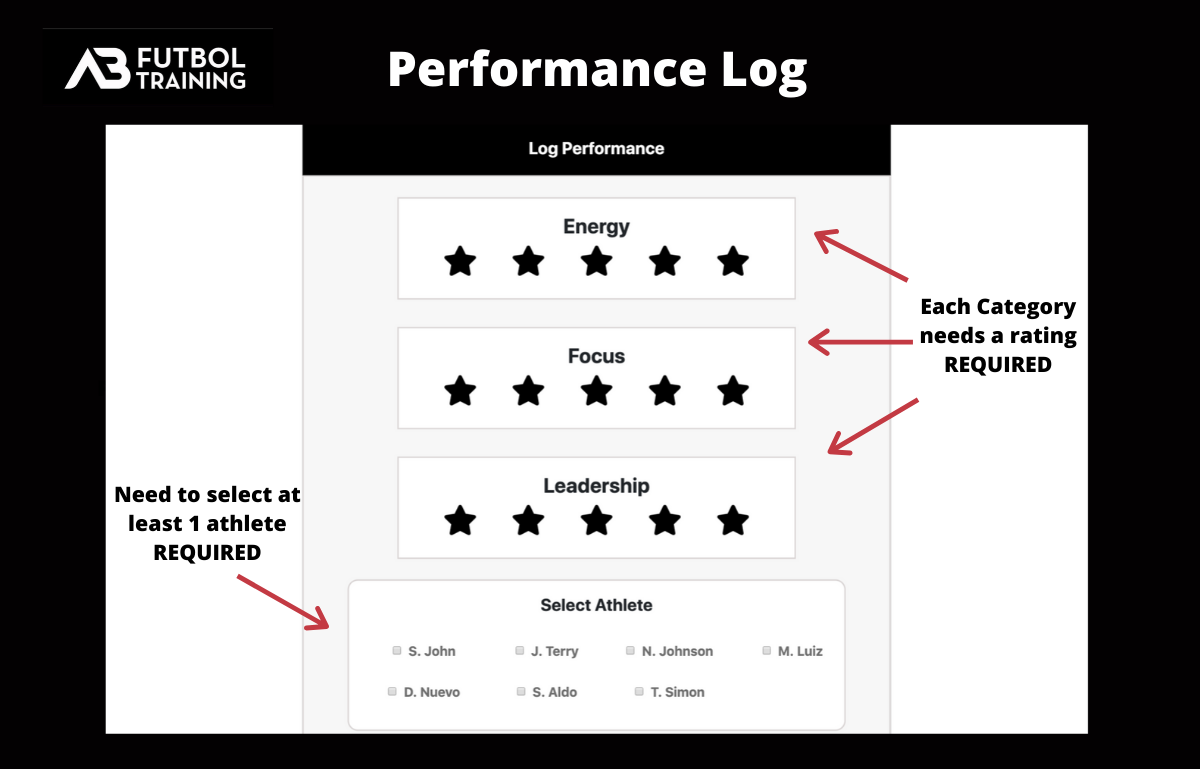 AB FUTBOL
TRAINING
Performance Log
Log Performance
Energy
Focus
Leadership
Each Category
needs a rating
REQUIRED
Need to select at
least 1 athlete
REQUIRED
Select Athlete
S. John J. Terry N. Johnson M. Luiz
D. Nuevo S. Aldo T. Simon